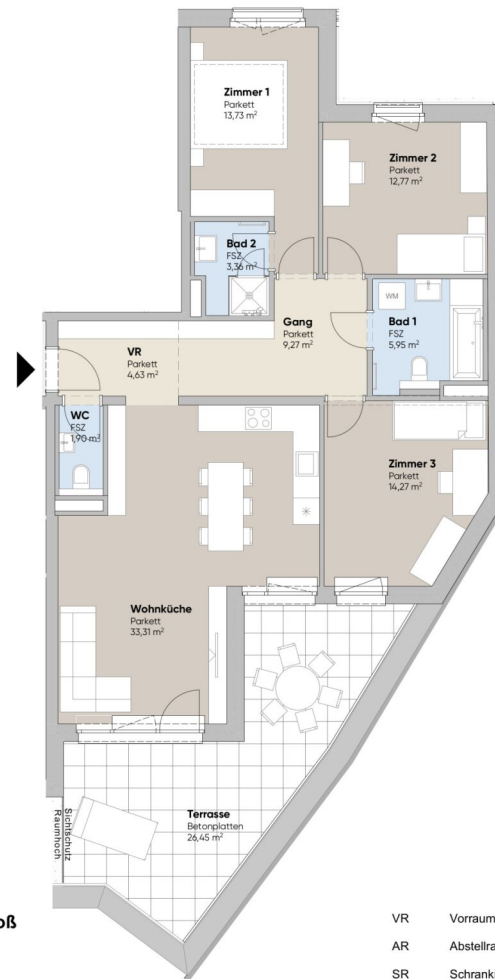 Zimmer 1
Parkett
13,73 m²
Zimmer 2
Parkett
12,77 m²
Bad 2
FSZ
3,36 m²
WM
Bad 1
FSZ
5,95 m²
Gang
Parkett
9,27 m²
VR
Parkett
4,63 m²
WC
FSZ
1,90 m²
Zimmer 3
Parkett
14,27 m²
Wohnküche
Parkett
33,31 m²
Terrasse
Betonplatten
26,45 m²
Sichtschutz
Raumhoch
oß
VR Vorraum
AR Abstellra
SR Schrank